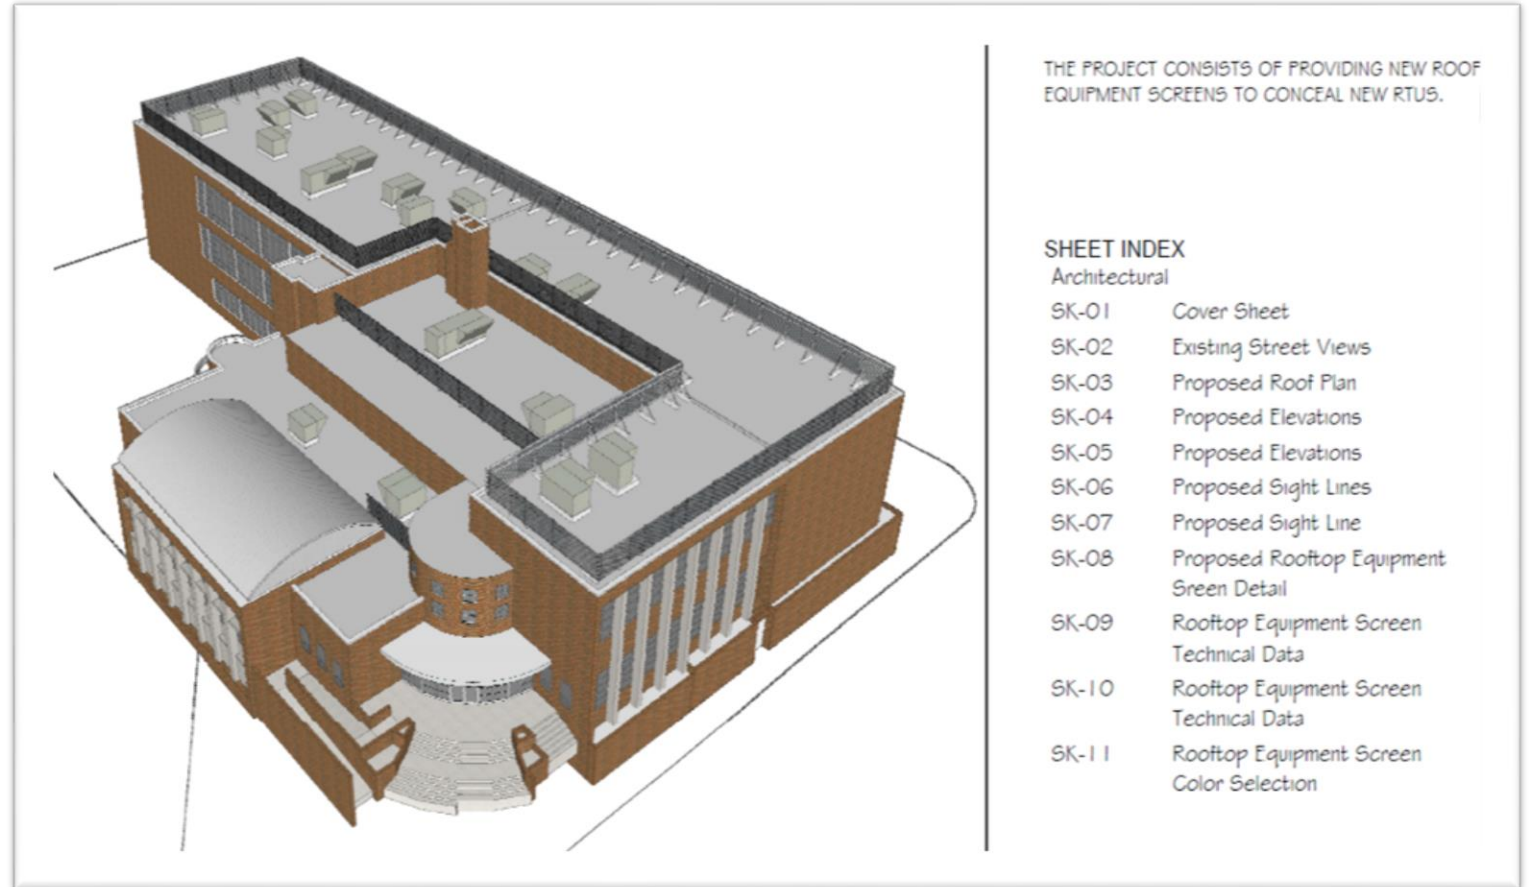 THE PROJECT CONSISTS OF PROVIDING NEW ROOF
EQUIPMENT SCREENS TO CONCEAL NEW RTUS.
SHEET INDEX
Architectural
SK-01 Cover Sheet
SK-02 Existing Street Views
SK-03 Proposed Roof Plan
SK-04 Proposed Elevations
SK-05 Proposed Elevations
SK-06 Proposed Sight Lines
SK-07 Proposed Sight Line
SK-08 Proposed Rooftop Equipment
Sreen Detail
SK-09 Rooftop Equipment Screen
Technical Data
SK-10 Rooftop Equipment Screen
Technical Data
SK-11 Rooftop Equipment Screen
Color Selection